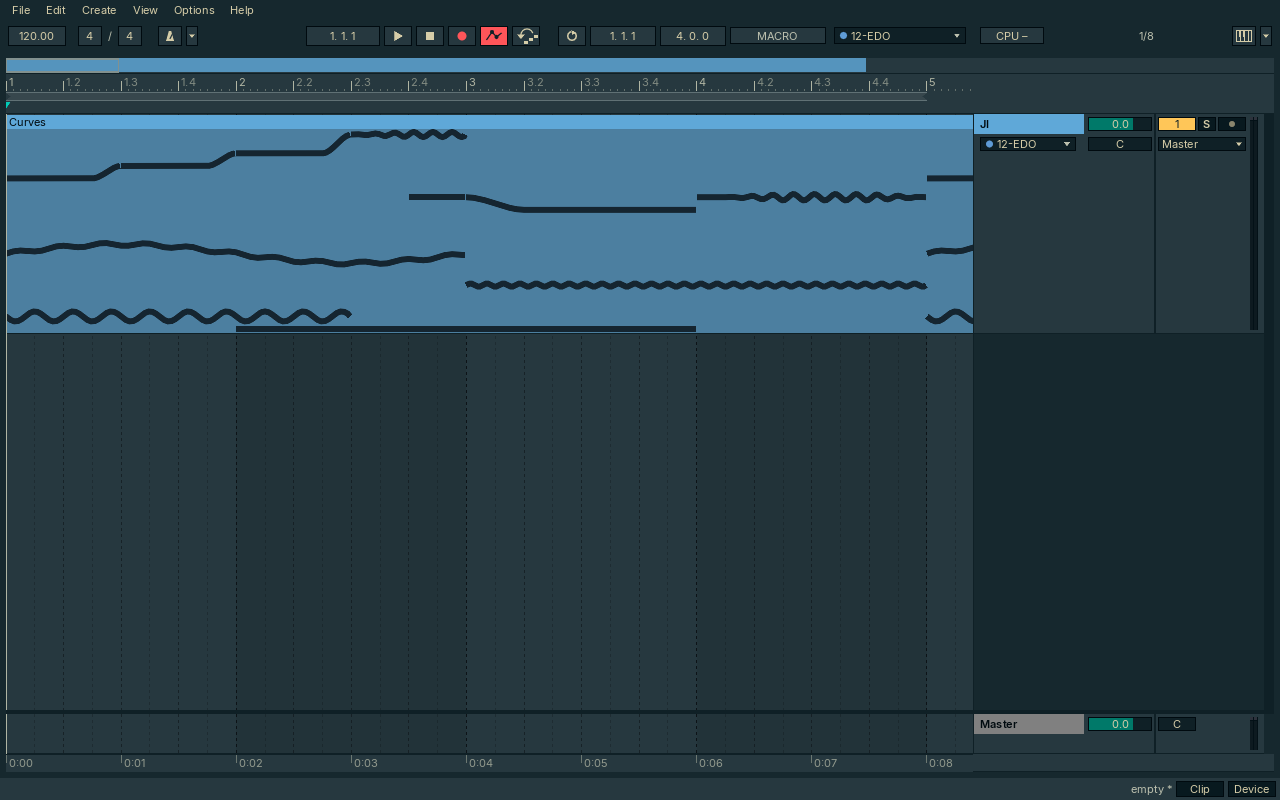 File Edit Create View Options Help
120.00 4 / 4 1. 1. 1 1. 1. 1 4. 0. 0 MACRO 12-EDO CPU – 1/8
1 1.2 1.3 1.4 2 2.2 2.3 2.4 3 3.2 3.3 3.4 4 4.2 4.3 4.4 5
Curves
JI 0.0 1 S
12-EDO C Master
Master 0.0 C
0:00 0:01 0:02 0:03 0:04 0:05 0:06 0:07 0:08
empty * Clip Device